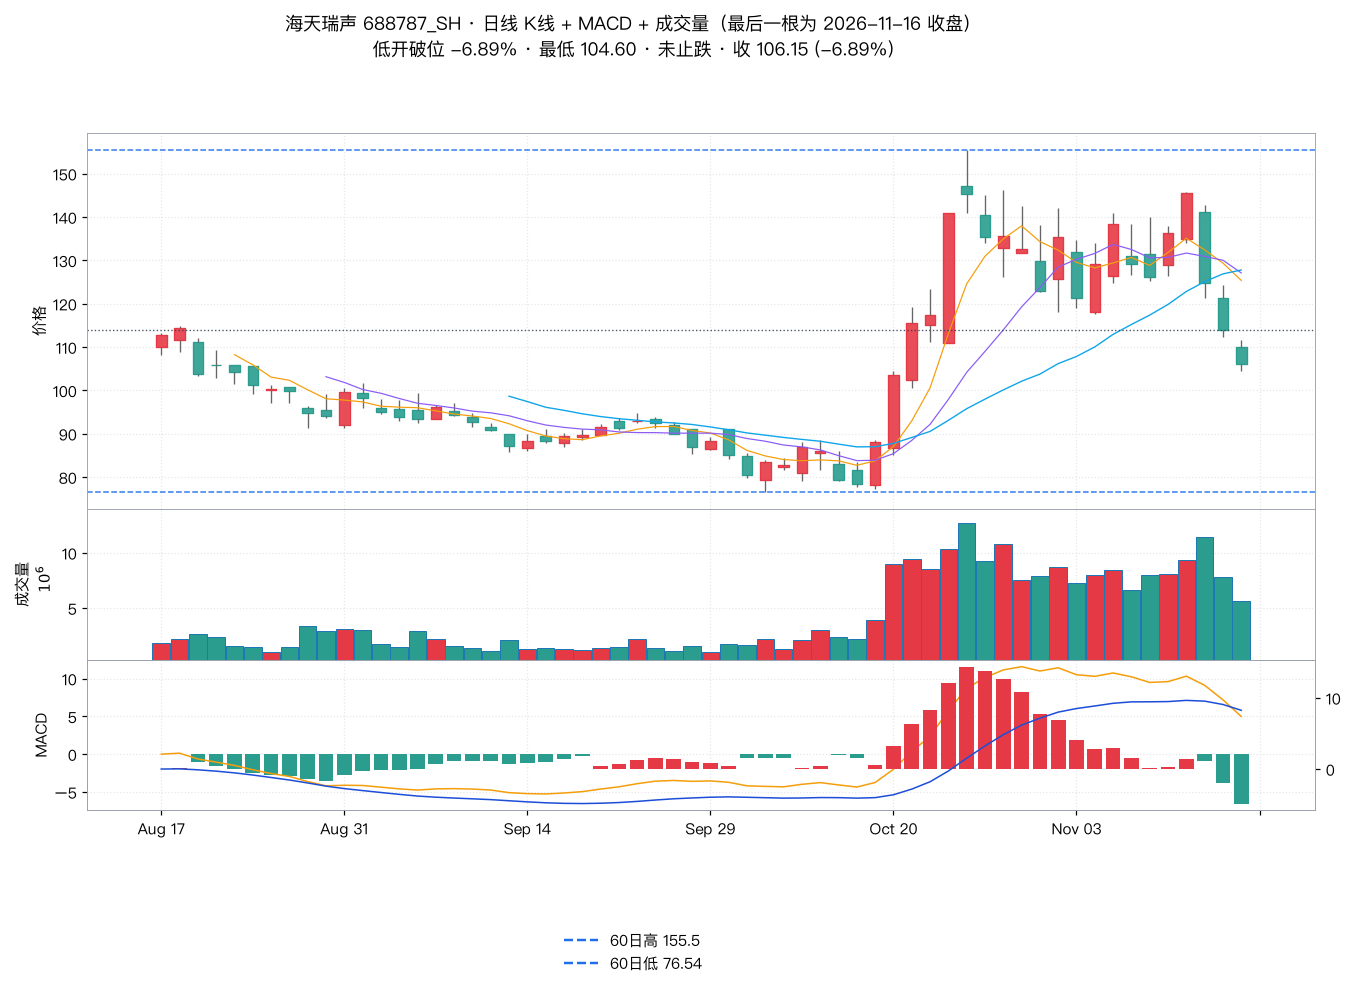 海天瑞声 688787_SH · 日线 K线 + MACD + 成交量（最后一根为 2026–11–16 收盘）
低开破位 –6.89% · 最低 104.60 · 未止跌 · 收 106.15 (–6.89%)
价格
150
140
130
120
110
100
90
80
成交量
10⁶
10
5
MACD
10
5
0
−5
10
0
Aug 17
Aug 31
Sep 14
Sep 29
Oct 20
Nov 03
60日高 155.5
60日低 76.54